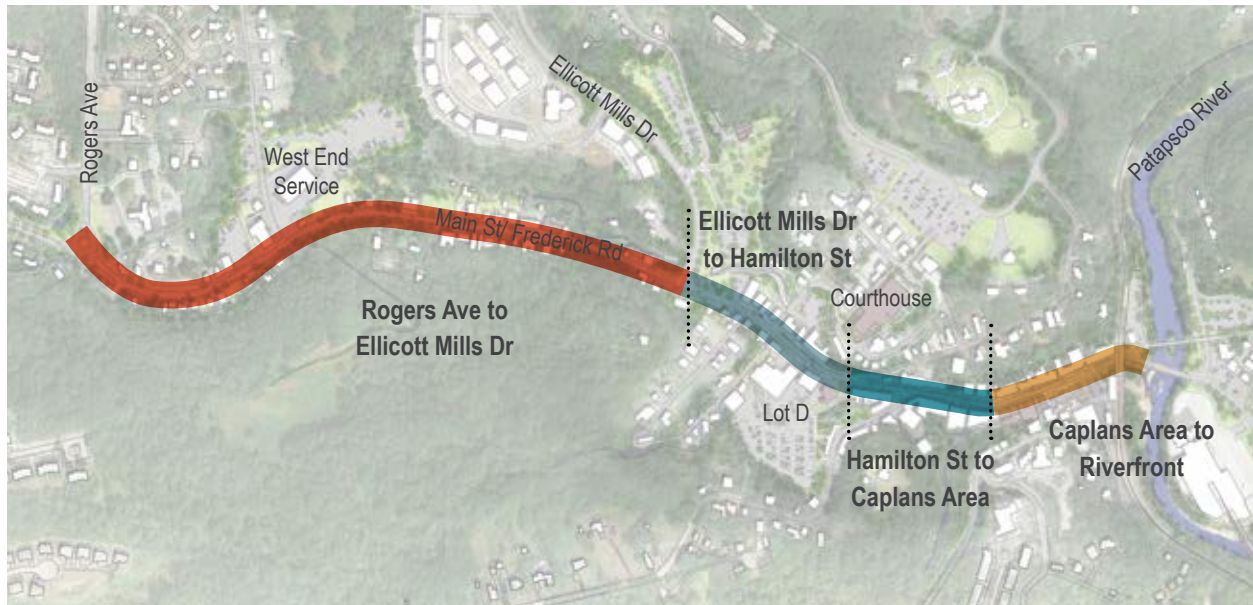 Rogers Ave
West End
Service
Ellicott Mills Dr
Patapsco River
Main St/ Frederick Rd
Ellicott Mills Dr
to Hamilton St
Courthouse
Rogers Ave to
Ellicott Mills Dr
Lot D
Hamilton St to
Caplans Area
Caplans Area to
Riverfront